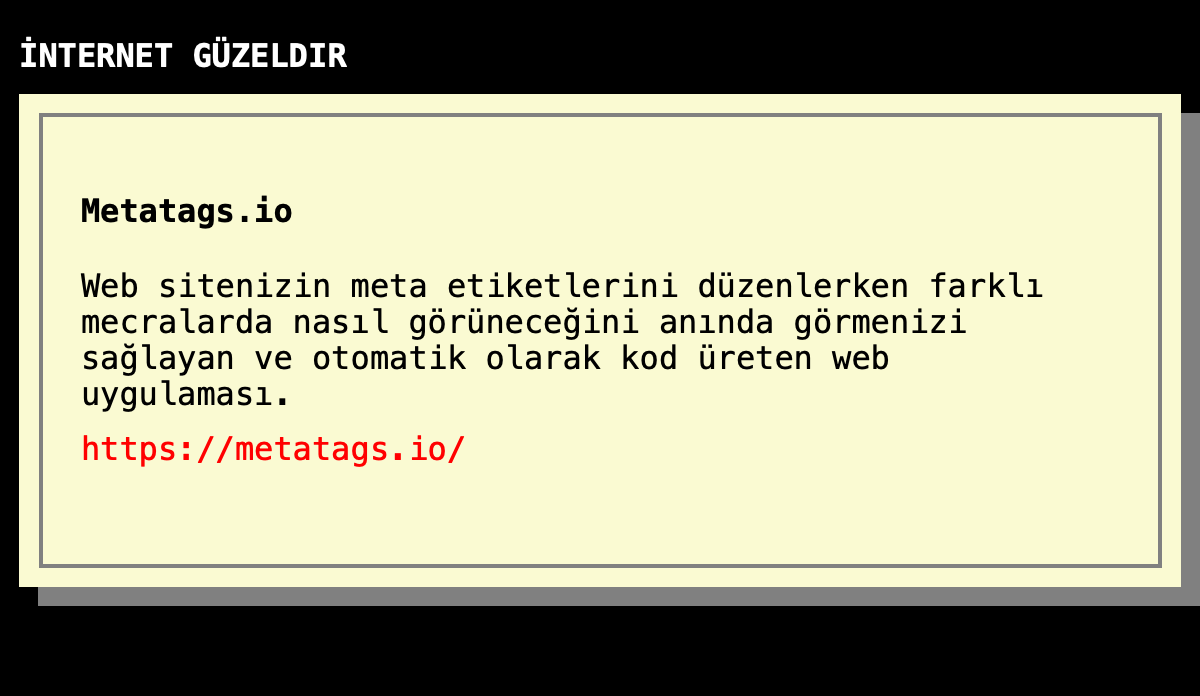 İNTERNET GÜZELDIR
Metatags.io
Web sitenizin meta etiketlerini düzenlerken farklı
mecralarda nasıl görüneceğini anında görmenizi
sağlayan ve otomatik olarak kod üreten web
uygulaması.
https://metatags.io/